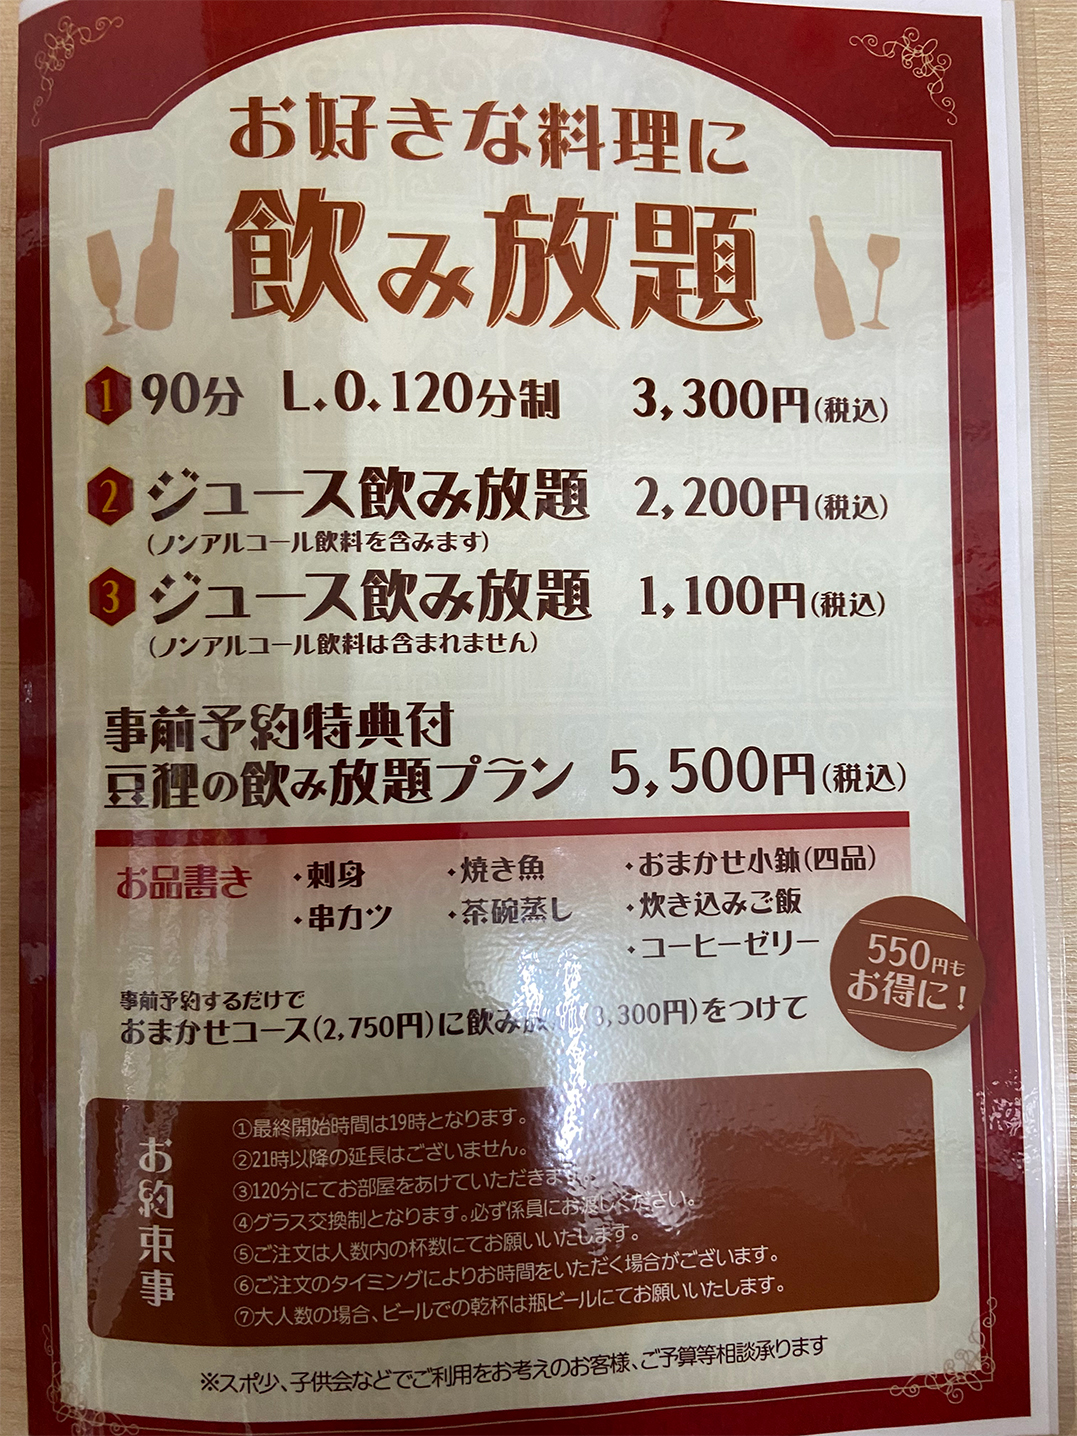 お好きな料理に
飲み放題
1 90分 L.O.120分制 3,300円(税込)
2 ジュース飲み放題 2,200円(税込)
(ノンアルコール飲料を含みます)
3 ジュース飲み放題 1,100円(税込)
(ノンアルコール飲料は含まれません)
事前予約特典付
豆狸の飲み放題プラン 5,500円(税込)
お品書き ・刺身 ・焼き魚 ・おまかせ小鉢(四品)
・串カツ ・茶碗蒸し ・炊き込みご飯
・コーヒーゼリー
550円も
お得に!
事前予約するだけで
おまかせコース(2,750円)に飲み放 3,300円)をつけて
お約束事
①最終開始時間は19時となります。
②21時以降の延長はございません。
③120分にてお部屋をあけていただきます
④グラス交換制となります。必ず係員にお渡しください。
⑤ご注文は人数内の杯数にてお願いいたします。
⑥ご注文のタイミングによりお時間をいただく場合がございます。
⑦大人数の場合、ビールでの乾杯は瓶ビールにてお願いいたします。
※スポ少、子供会などでご利用をお考えのお客様、ご予算等相談承ります